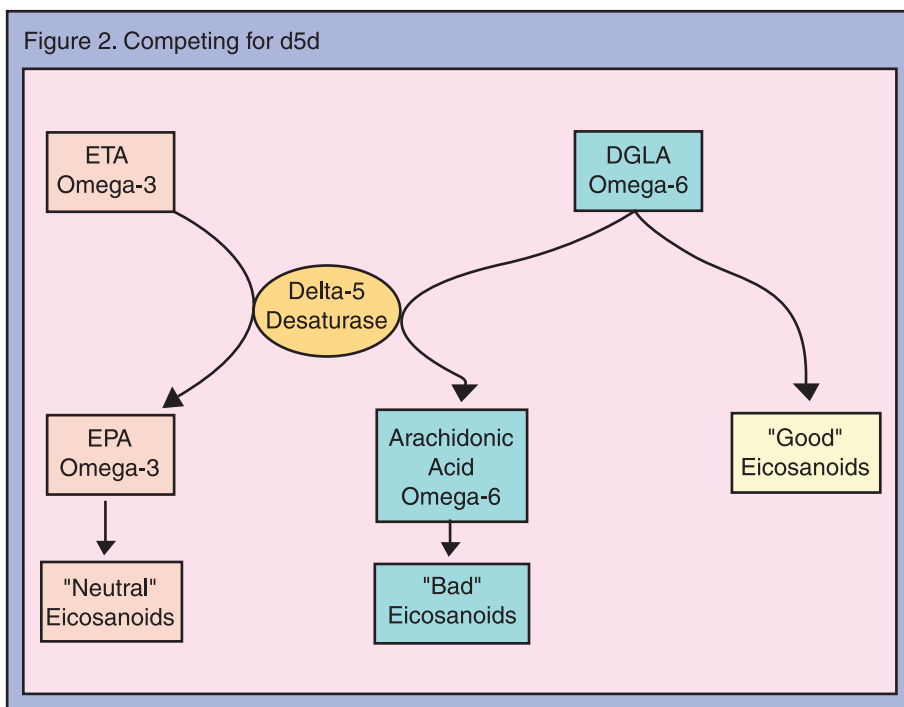 Figure 2. Competing for d5d
ETA
Omega-3
DGLA
Omega-6
Delta-5
Desaturase
EPA
Omega-3
Arachidonic
Acid
Omega-6
"Good"
Eicosanoids
"Neutral"
Eicosanoids
"Bad"
Eicosanoids